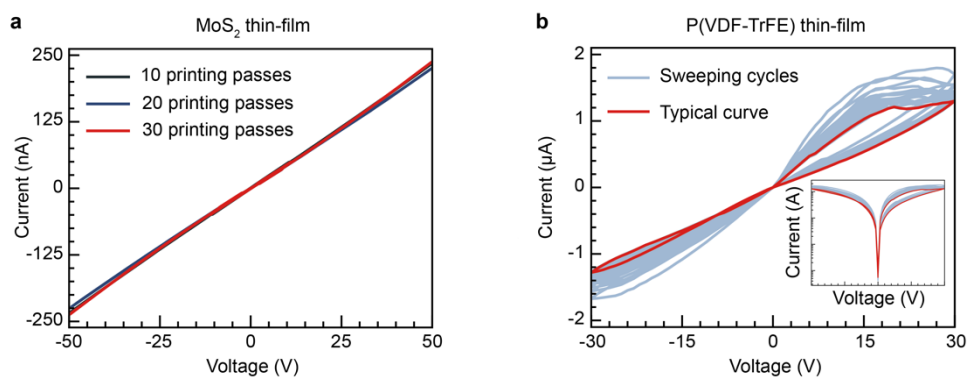 a
MoS₂ thin-film
250
125
0
-125
-250
Current (nA)
10 printing passes
20 printing passes
30 printing passes
-50
-25
0
25
50
Voltage (V)
b
P(VDF-TrFE) thin-film
2
1
0
-1
-2
Current (μA)
Sweeping cycles
Typical curve
Current (A)
Voltage (V)
-30
-15
0
15
30
Voltage (V)